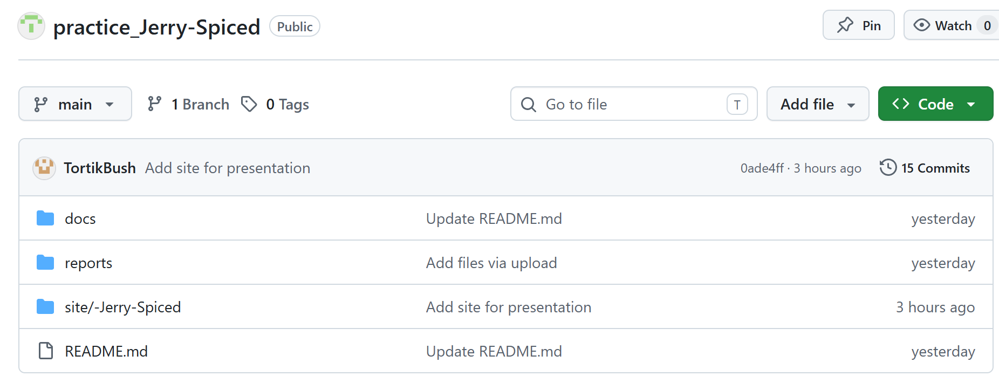 practice_Jerry-Spiced Public Pin Watch 0
main 1 Branch 0 Tags Go to file T Add file Code
TortikBush Add site for presentation 0ade4ff · 3 hours ago 15 Commits
docs Update README.md yesterday
reports Add files via upload yesterday
site/-Jerry-Spiced Add site for presentation 3 hours ago
README.md Update README.md yesterday